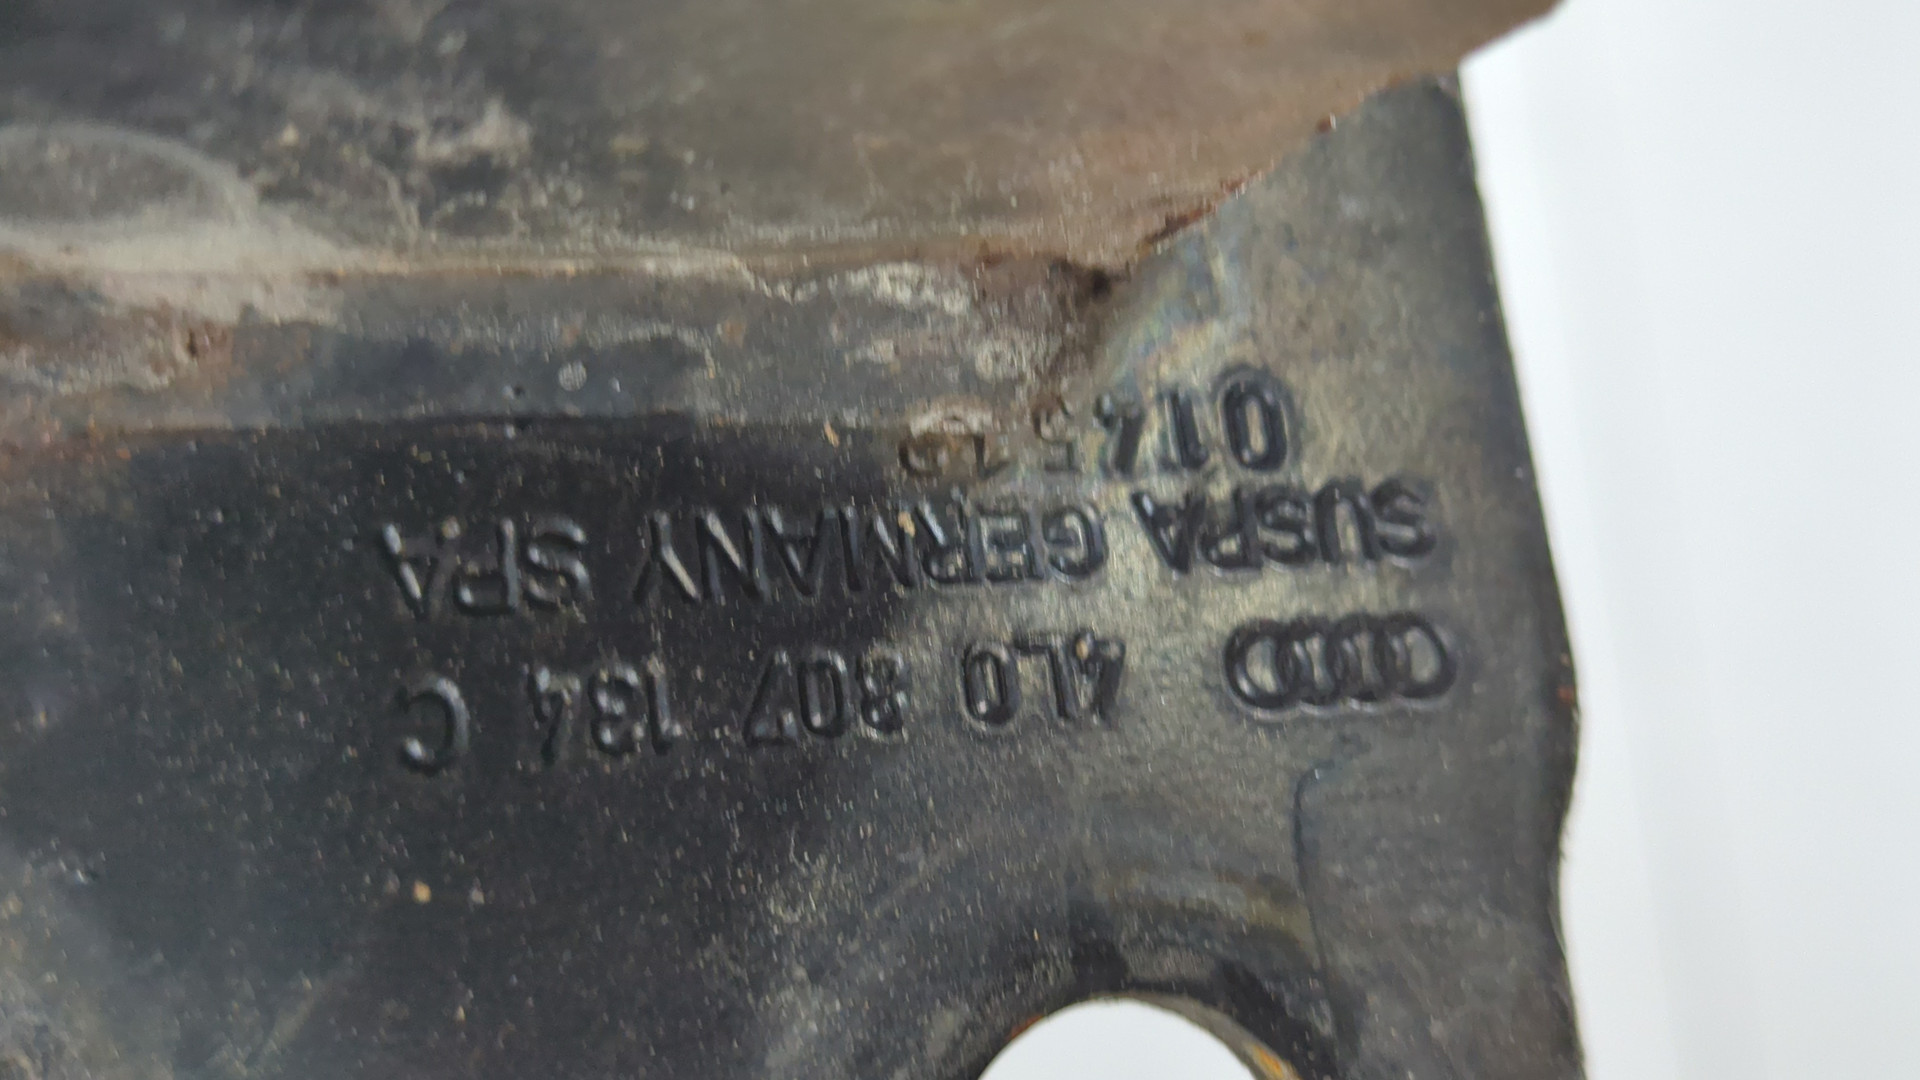 4L0 807 134 C
SUSPA GERMANY SPA